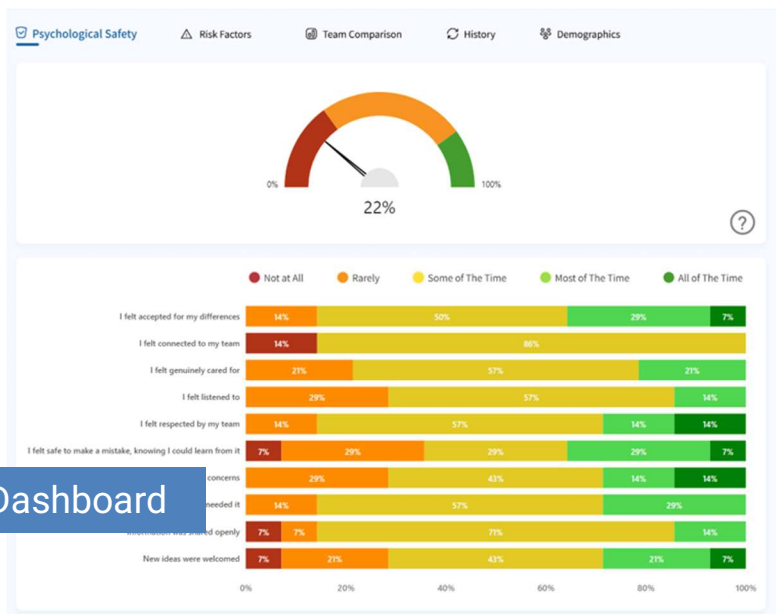 Psychological Safety Risk Factors Team Comparison History Demographics
0% 100%
22%
?
Not at All Rarely Some of The Time Most of The Time All of The Time
I felt accepted for my differences 14% 50% 29% 7%
I felt connected to my team 14% 86%
I felt genuinely cared for 21% 57% 21%
I felt listened to 29% 57% 14%
I felt respected by my team 14% 57% 14% 14%
I felt safe to make a mistake, knowing I could learn from it 7% 29% 29% 29% 7%
concerns 29% 43% 14% 14%
Dashboard
needed it 14% 57% 29%
Information was shared openly 7% 7% 71% 14%
New ideas were welcomed 7% 21% 43% 21% 7%
0% 20% 40% 60% 80% 100%